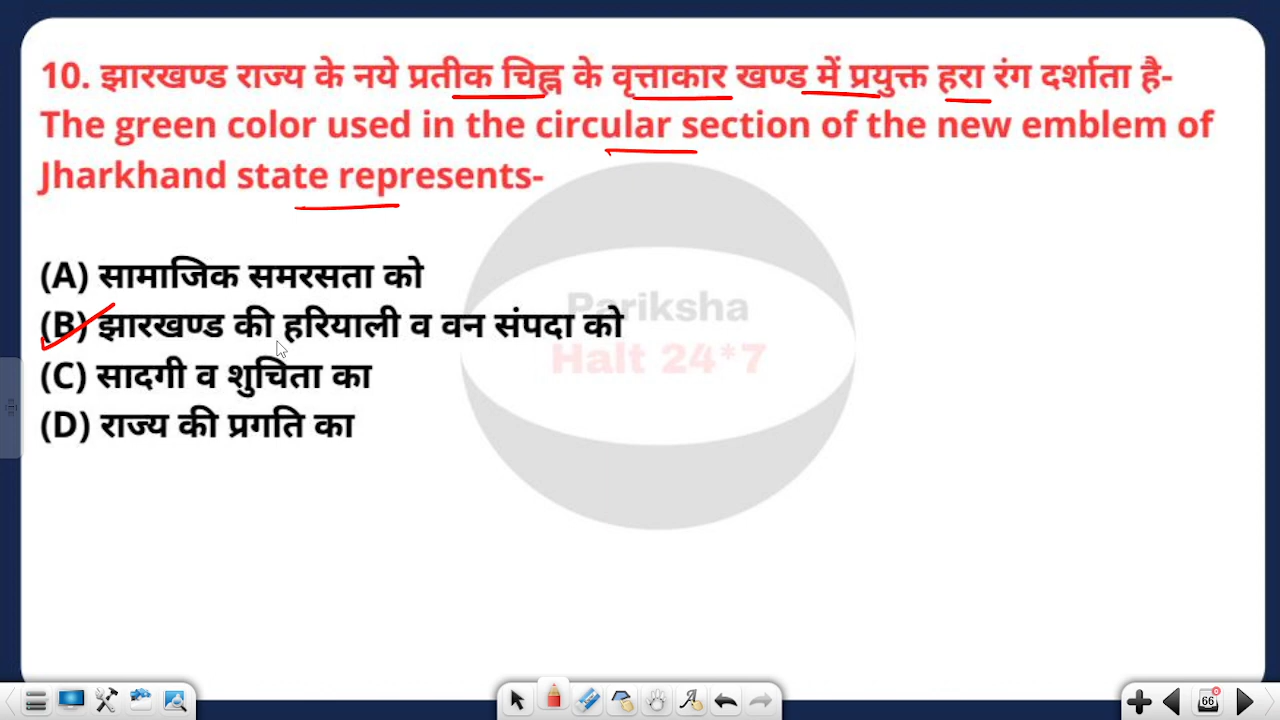 10. झारखण्ड राज्य के नये प्रतीक चिह्न के वृत्ताकार खण्ड में प्रयुक्त हरा रंग दर्शाता है-
The green color used in the circular section of the new emblem of
Jharkhand state represents-
(A) सामाजिक समरसता को
(B) झारखण्ड की हरियाली व वन संपदा को
(C) सादगी व शुचिता का
(D) राज्य की प्रगति का
Pariksha
Halt 24*7
66